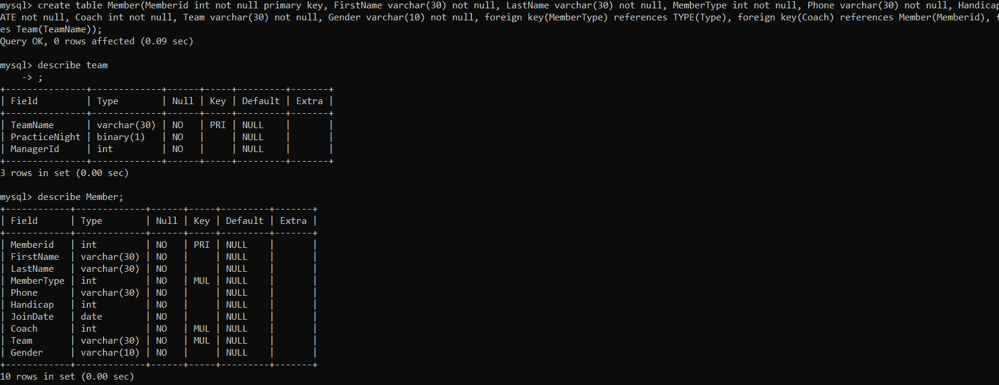 mysql> create table Member(Memberid int not null primary key, FirstName varchar(30) not null, LastName varchar(30) not null, MemberType int not null, Phone varchar(30) not null, Handicap
ATE not null, Coach int not null, Team varchar(30) not null, Gender varchar(10) not null, foreign key(MemberType) references TYPE(Type), foreign key(Coach) references Member(Memberid), f
es Team(TeamName));
Query OK, 0 rows affected (0.09 sec)
mysql> describe team
    -> ;
+--------------+-------------+------+-----+---------+-------+
| Field        | Type        | Null | Key | Default | Extra |
+--------------+-------------+------+-----+---------+-------+
| TeamName     | varchar(30) | NO   | PRI | NULL    |       |
| PracticeNight | binary(1)   | NO   |     | NULL    |       |
| ManagerId    | int         | NO   |     | NULL    |       |
+--------------+-------------+------+-----+---------+-------+
3 rows in set (0.00 sec)
mysql> describe Member;
+------------+-------------+------+-----+---------+-------+
| Field      | Type        | Null | Key | Default | Extra |
+------------+-------------+------+-----+---------+-------+
| Memberid   | int         | NO   | PRI | NULL    |       |
| FirstName  | varchar(30) | NO   |     | NULL    |       |
| LastName   | varchar(30) | NO   |     | NULL    |       |
| MemberType | int         | NO   | MUL | NULL    |       |
| Phone      | varchar(30) | NO   |     | NULL    |       |
| Handicap   | int         | NO   |     | NULL    |       |
| JoinDate   | date        | NO   |     | NULL    |       |
| Coach      | int         | NO   | MUL | NULL    |       |
| Team       | varchar(30) | NO   | MUL | NULL    |       |
| Gender     | varchar(10) | NO   |     | NULL    |       |
+------------+-------------+------+-----+---------+-------+
10 rows in set (0.00 sec)